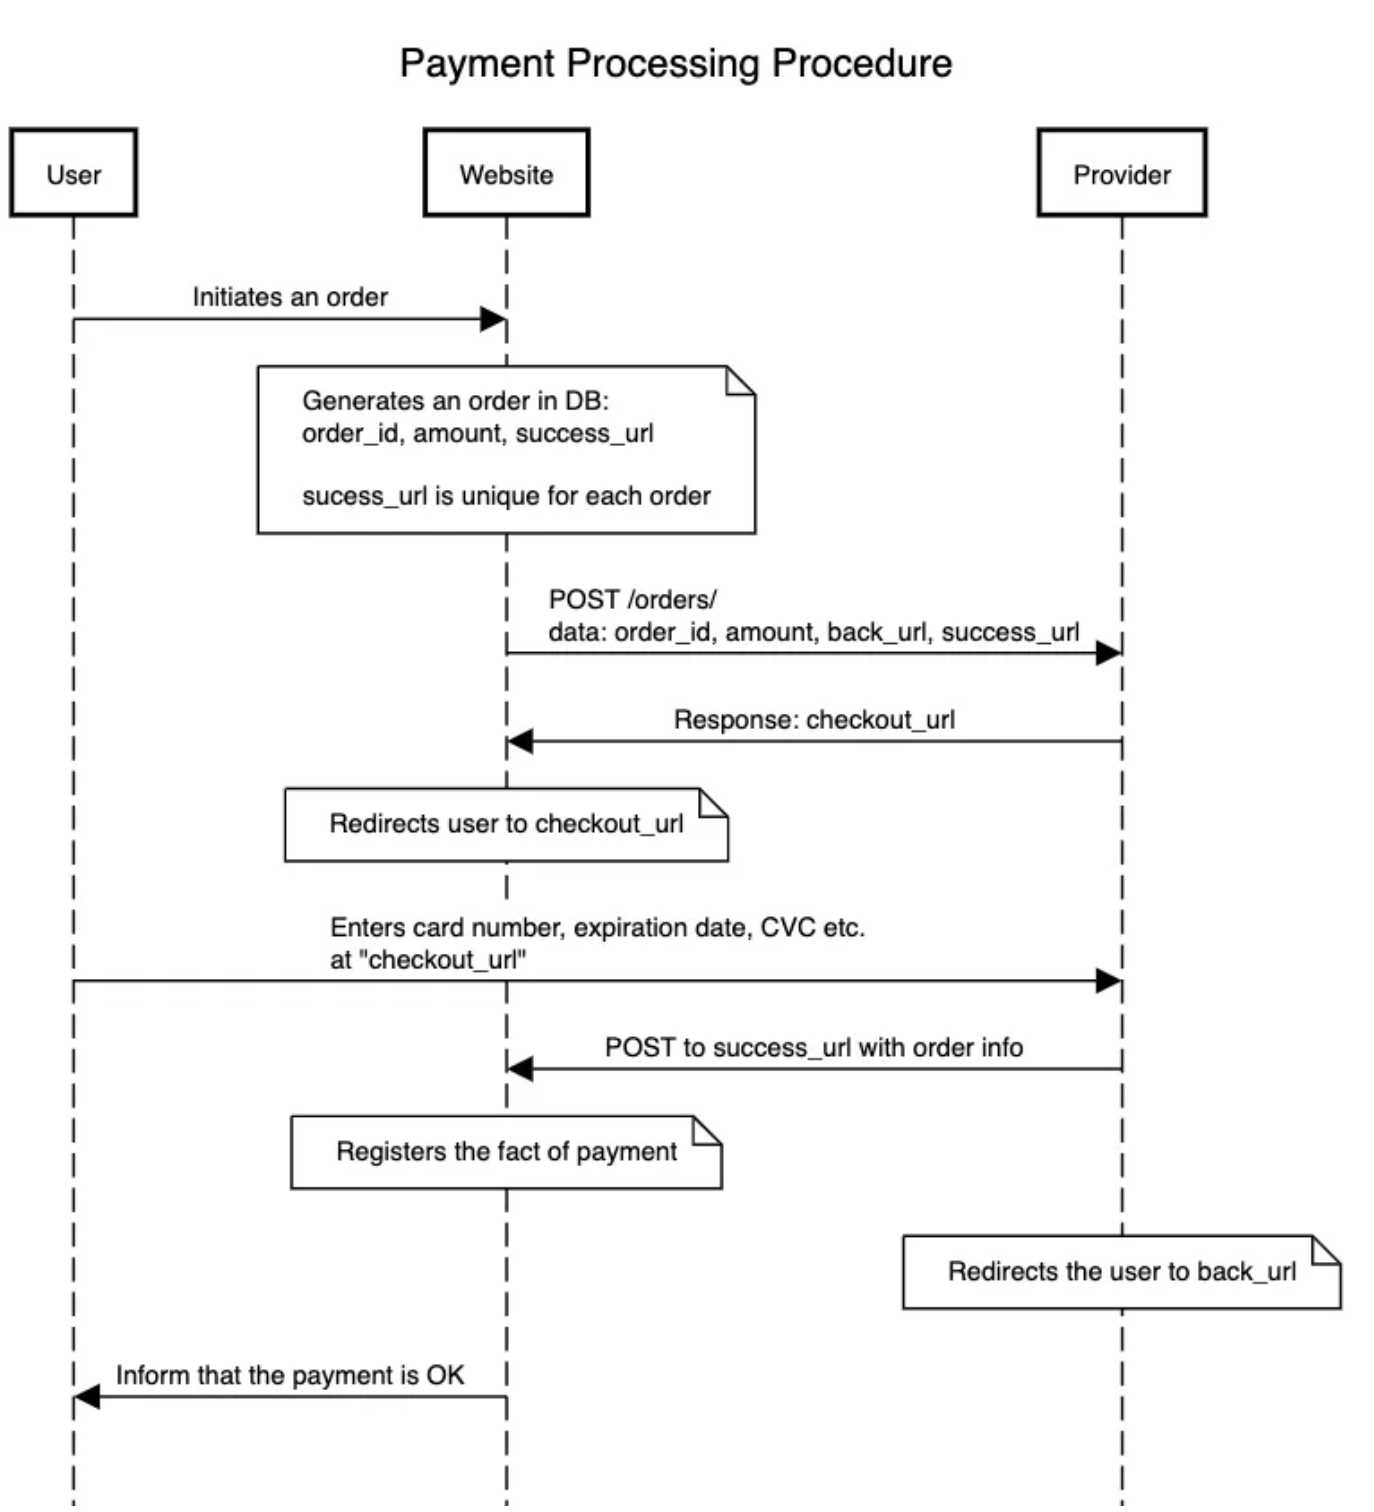 Payment Processing Procedure
User
Website
Provider
Initiates an order
Generates an order in DB:
order_id, amount, success_url
sucess_url is unique for each order
POST /orders/
data: order_id, amount, back_url, success_url
Response: checkout_url
Redirects user to checkout_url
Enters card number, expiration date, CVC etc.
at "checkout_url"
POST to success_url with order info
Registers the fact of payment
Redirects the user to back_url
Inform that the payment is OK